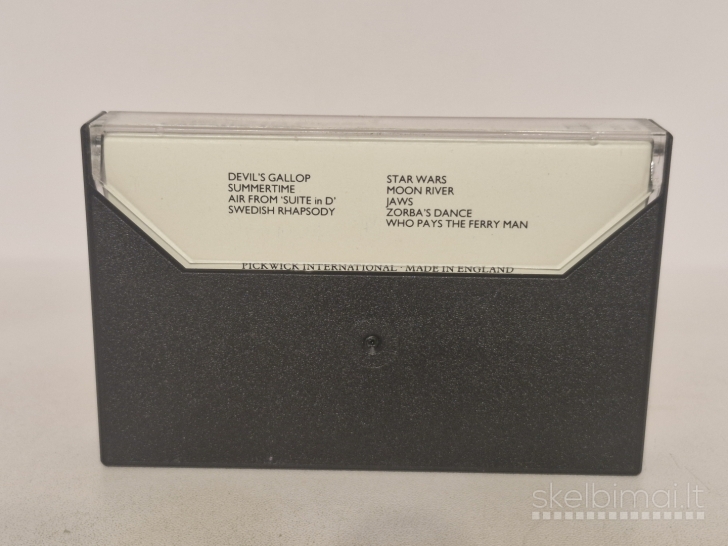 DEVIL'S GALLOP
SUMMERTIME
AIR FROM 'SUITE in D'
SWEDISH RHAPSODY
STAR WARS
MOON RIVER
JAWS
ZORBA'S DANCE
WHO PAYS THE FERRY MAN
PICKWICK INTERNATIONAL · MADE IN ENGLAND
skelbimai.lt